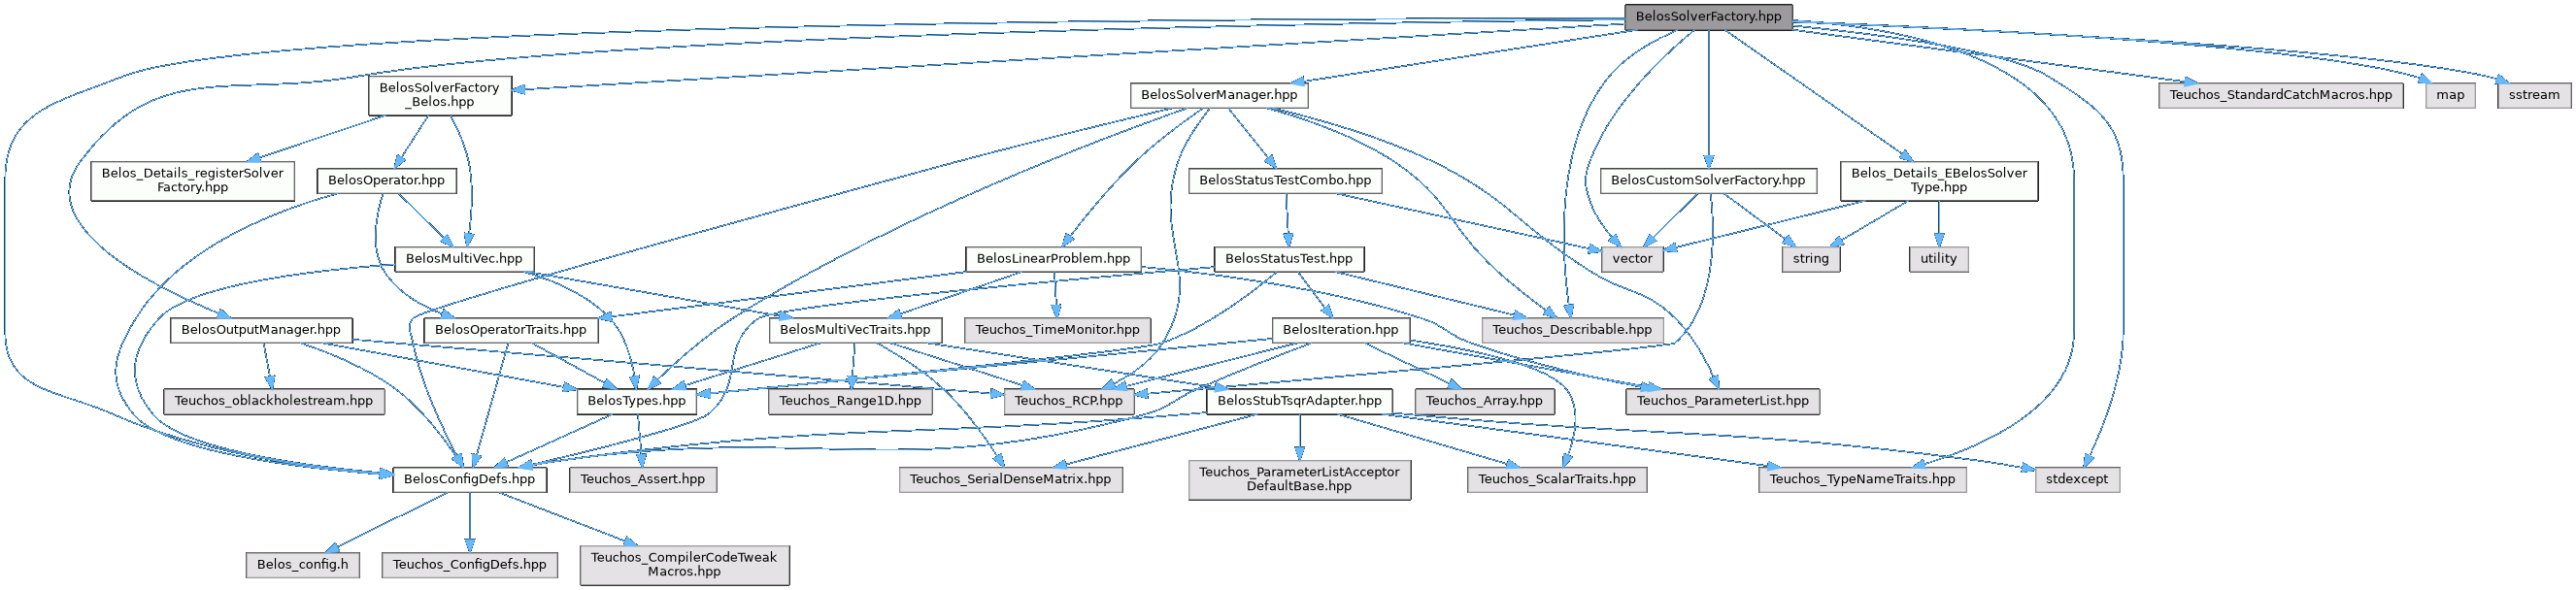 BelosSolverFactory.hpp
BelosSolverFactory
_Belos.hpp
BelosSolverManager.hpp
Teuchos_StandardCatchMacros.hpp
map
sstream
Belos_Details_registerSolver
Factory.hpp
BelosOperator.hpp
BelosStatusTestCombo.hpp
BelosCustomSolverFactory.hpp
Belos_Details_EBelosSolver
Type.hpp
BelosMultiVec.hpp
BelosLinearProblem.hpp
BelosStatusTest.hpp
vector
string
utility
BelosOutputManager.hpp
BelosOperatorTraits.hpp
BelosMultiVecTraits.hpp
Teuchos_TimeMonitor.hpp
BelosIteration.hpp
Teuchos_Describable.hpp
Teuchos_oblackholestream.hpp
BelosTypes.hpp
Teuchos_Range1D.hpp
Teuchos_RCP.hpp
BelosStubTsqrAdapter.hpp
Teuchos_Array.hpp
Teuchos_ParameterList.hpp
BelosConfigDefs.hpp
Teuchos_Assert.hpp
Teuchos_SerialDenseMatrix.hpp
Teuchos_ParameterListAcceptor
DefaultBase.hpp
Teuchos_ScalarTraits.hpp
Teuchos_TypeNameTraits.hpp
stdexcept
Belos_config.h
Teuchos_ConfigDefs.hpp
Teuchos_CompilerCodeTweak
Macros.hpp